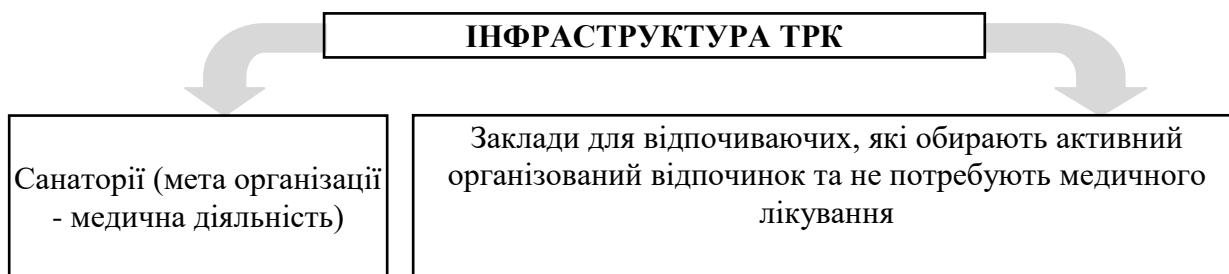 ІНФРАСТРУКТУРА ТРК
Санаторії (мета організації
- медична діяльність)
Заклади для відпочиваючих, які обирають активний
організований відпочинок та не потребують медичного
лікування